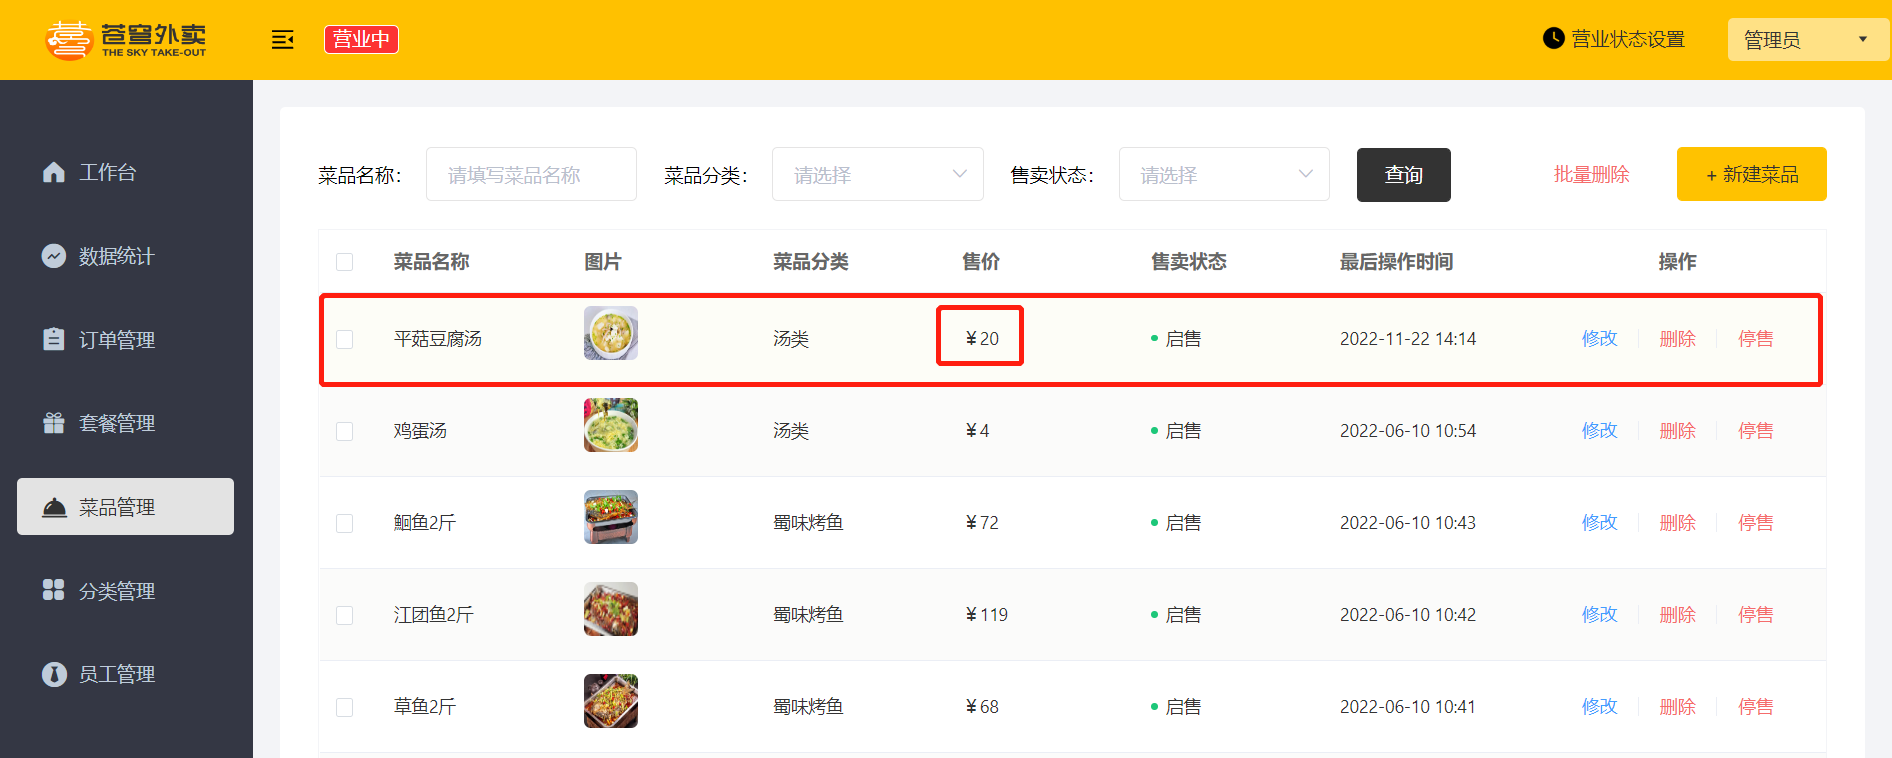 苍穹外卖
THE SKY TAKE-OUT
营业中
营业状态设置
管理员
工作台
数据统计
订单管理
套餐管理
菜品管理
分类管理
员工管理
菜品名称: 请填写菜品名称 菜品分类: 请选择 售卖状态: 请选择 查询 批量删除 + 新建菜品
菜品名称 图片 菜品分类 售价 售卖状态 最后操作时间 操作
平菇豆腐汤 汤类 ¥20 启售 2022-11-22 14:14 修改 删除 停售
鸡蛋汤 汤类 ¥4 启售 2022-06-10 10:54 修改 删除 停售
鮰鱼2斤 蜀味烤鱼 ¥72 启售 2022-06-10 10:43 修改 删除 停售
江团鱼2斤 蜀味烤鱼 ¥119 启售 2022-06-10 10:42 修改 删除 停售
草鱼2斤 蜀味烤鱼 ¥68 启售 2022-06-10 10:41 修改 删除 停售